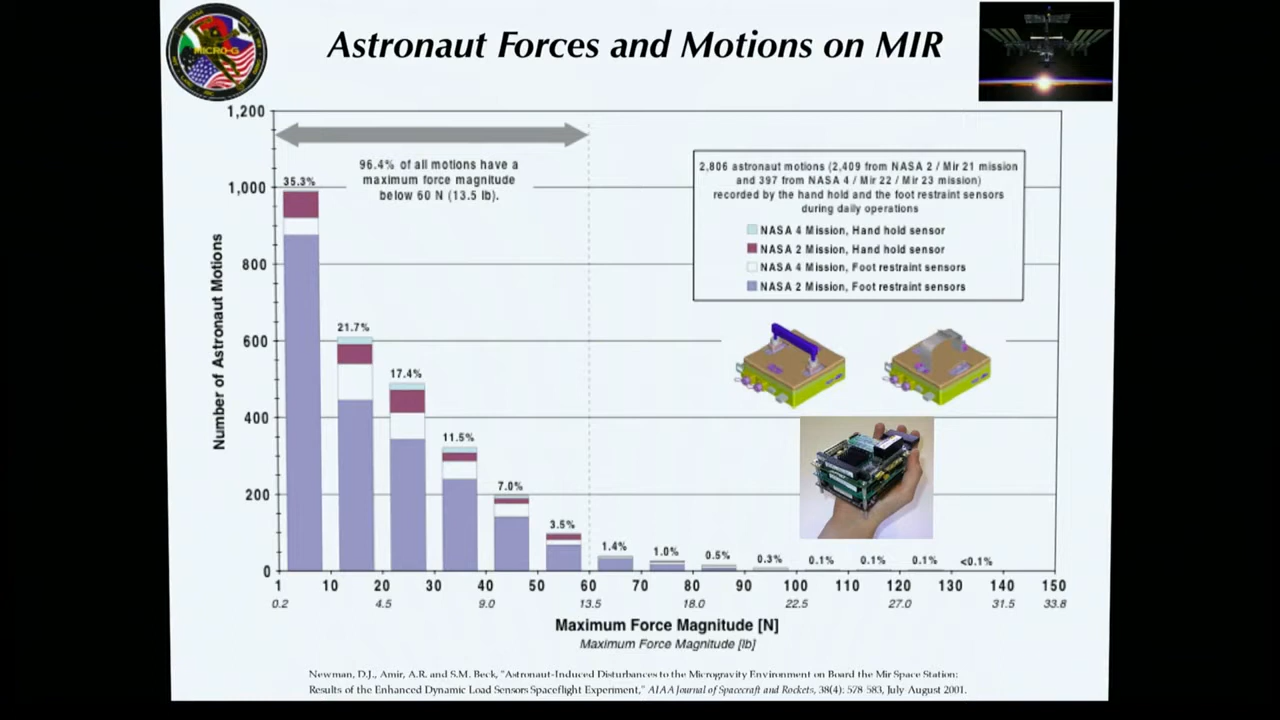 MICRO-G
Astronaut Forces and Motions on MIR
1,200
1,000
800
600
400
200
0
Number of Astronaut Motions
96.4% of all motions have a
maximum force magnitude
below 60 N (13.5 lb).
2,806 astronaut motions (2,409 from NASA 2 / Mir 21 mission
and 397 from NASA 4 / Mir 22 / Mir 23 mission)
recorded by the hand hold and the foot restraint sensors
during daily operations
NASA 4 Mission, Hand hold sensor
NASA 2 Mission, Hand hold sensor
NASA 4 Mission, Foot restraint sensors
NASA 2 Mission, Foot restraint sensors
35.3%
21.7%
17.4%
11.5%
7.0%
3.5%
1.4%
1.0%
0.5%
0.3%
0.1%
0.1%
0.1%
<0.1%
1 10 20 30 40 50 60 70 80 90 100 110 120 130 140 150
0.2 4.5 9.0 13.5 18.0 22.5 27.0 31.5 33.8
Maximum Force Magnitude [N]
Maximum Force Magnitude [lb]
Newman, D.J., Amir, A.R. and S.M. Beck, "Astronaut-Induced Disturbances to the Microgravity Environment on Board the Mir Space Station:
Results of the Enhanced Dynamic Load Sensors Spaceflight Experiment," AIAA Journal of Spacecraft and Rockets, 38(4): 578-583, July August 2001.